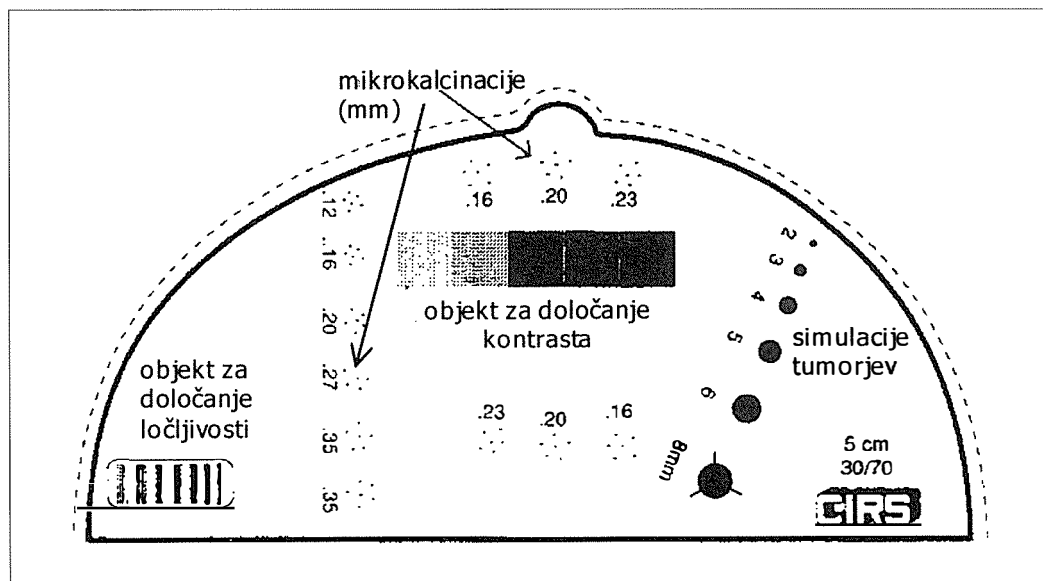 mikrokalcinacije
(mm)
.16 .20 .23
.12
.16
.20
.27
.35
.35
objekt za določanje
kontrasta
2
3
4
5
6
8mm
simulacije
tumorjev
objekt za
določanje
ločljivosti
.23 .20 .16
5 cm
30/70
CIRS